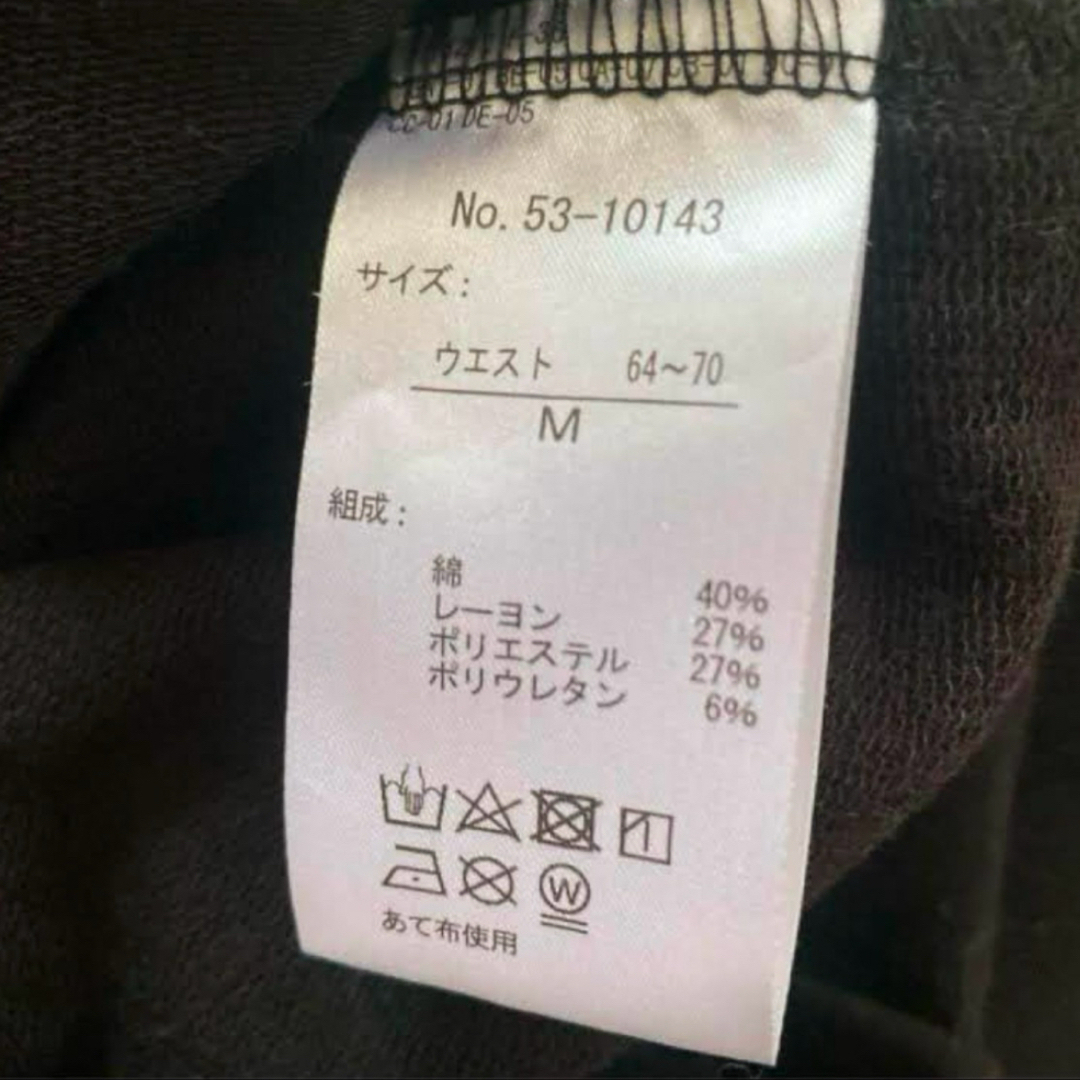 CC-01 DE-05
No. 53-10143
サイズ:
ウエスト 64~70
M
組成:
綿 40%
レーヨン 27%
ポリエステル 27%
ポリウレタン 6%
W
あて布使用